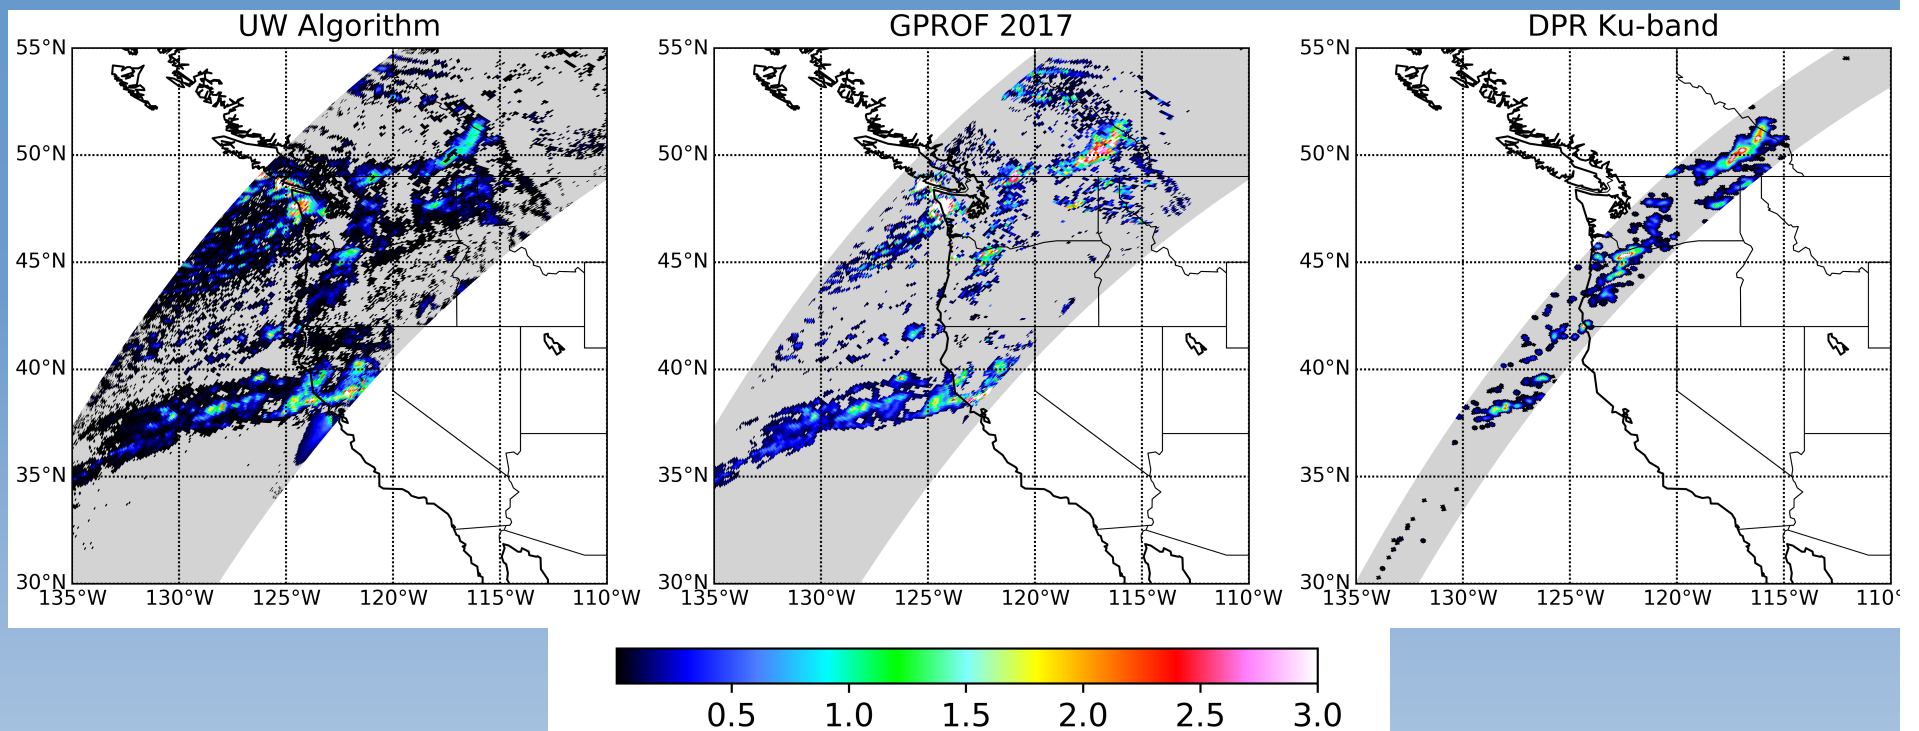 UW Algorithm GPROF 2017 DPR Ku-band
55°N 55°N 55°N
50°N 50°N 50°N
45°N 45°N 45°N
40°N 40°N 40°N
35°N 35°N 35°N
30°N 30°N 30°N
135°W 130°W 125°W 120°W 115°W 110°W 135°W 130°W 125°W 120°W 115°W 110°W 135°W 130°W 125°W 120°W 115°W 110°
0.5 1.0 1.5 2.0 2.5 3.0